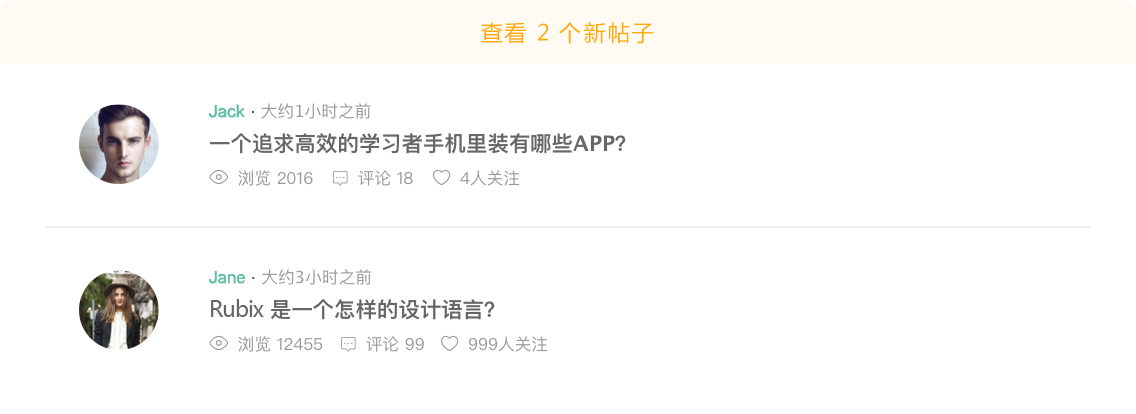 查看 2 个新帖子
Jack · 大约1小时之前
一个追求高效的学习者手机里装有哪些APP?
浏览 2016 评论 18 4人关注
Jane · 大约3小时之前
Rubix 是一个怎样的设计语言?
浏览 12455 评论 99 999人关注